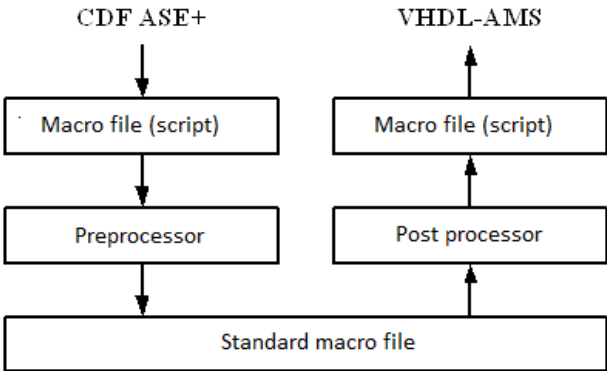 CDF ASE+
VHDL-AMS
Macro file (script)
Macro file (script)
Preprocessor
Post processor
Standard macro file